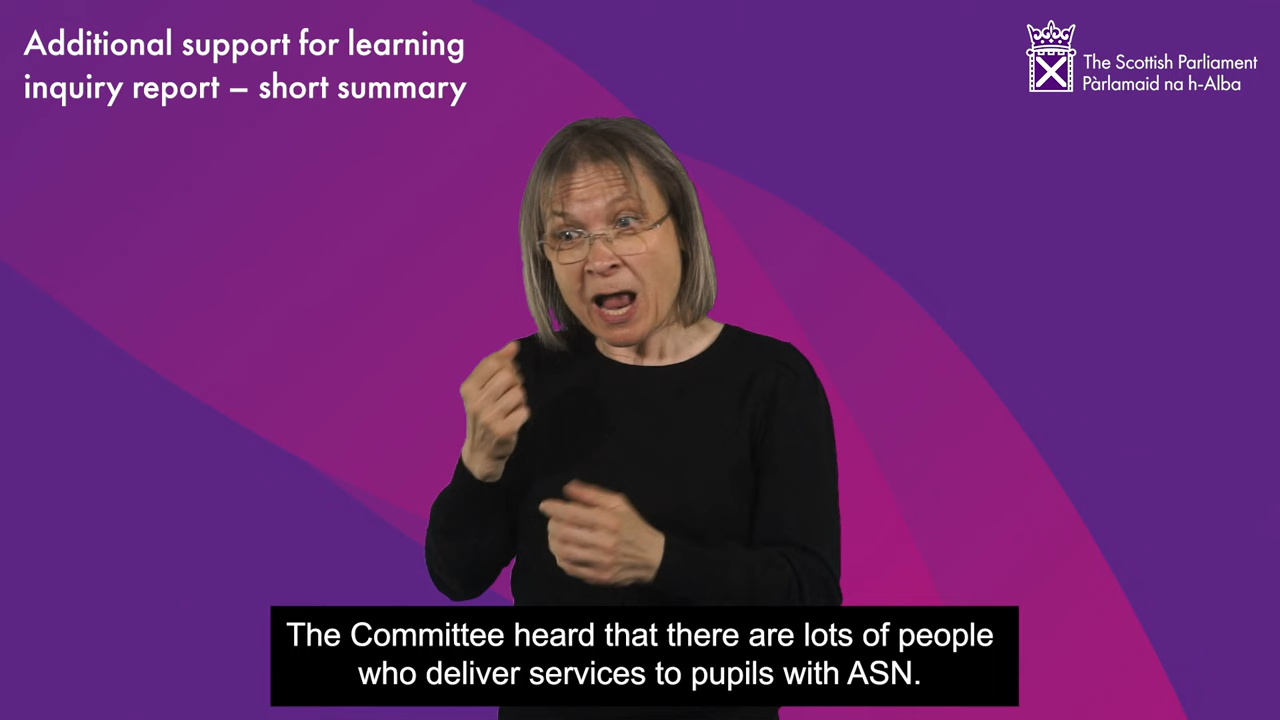 Additional support for learning
inquiry report – short summary
The Scottish Parliament
Pàrlamaid na h-Alba
The Committee heard that there are lots of people
who deliver services to pupils with ASN.